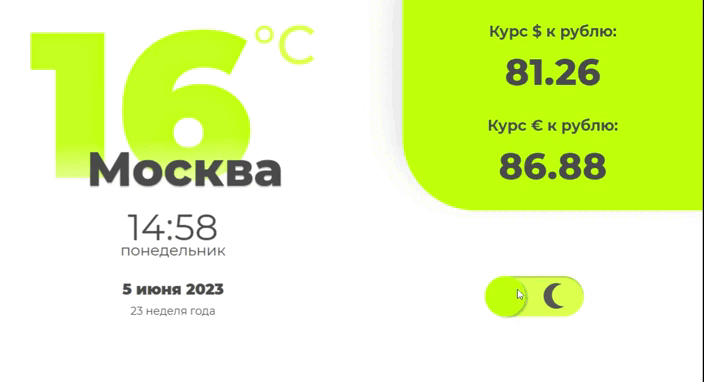 16°C
Москва
14:58
понедельник
5 июня 2023
23 неделя года
Курс $ к рублю:
81.26
Курс € к рублю:
86.88